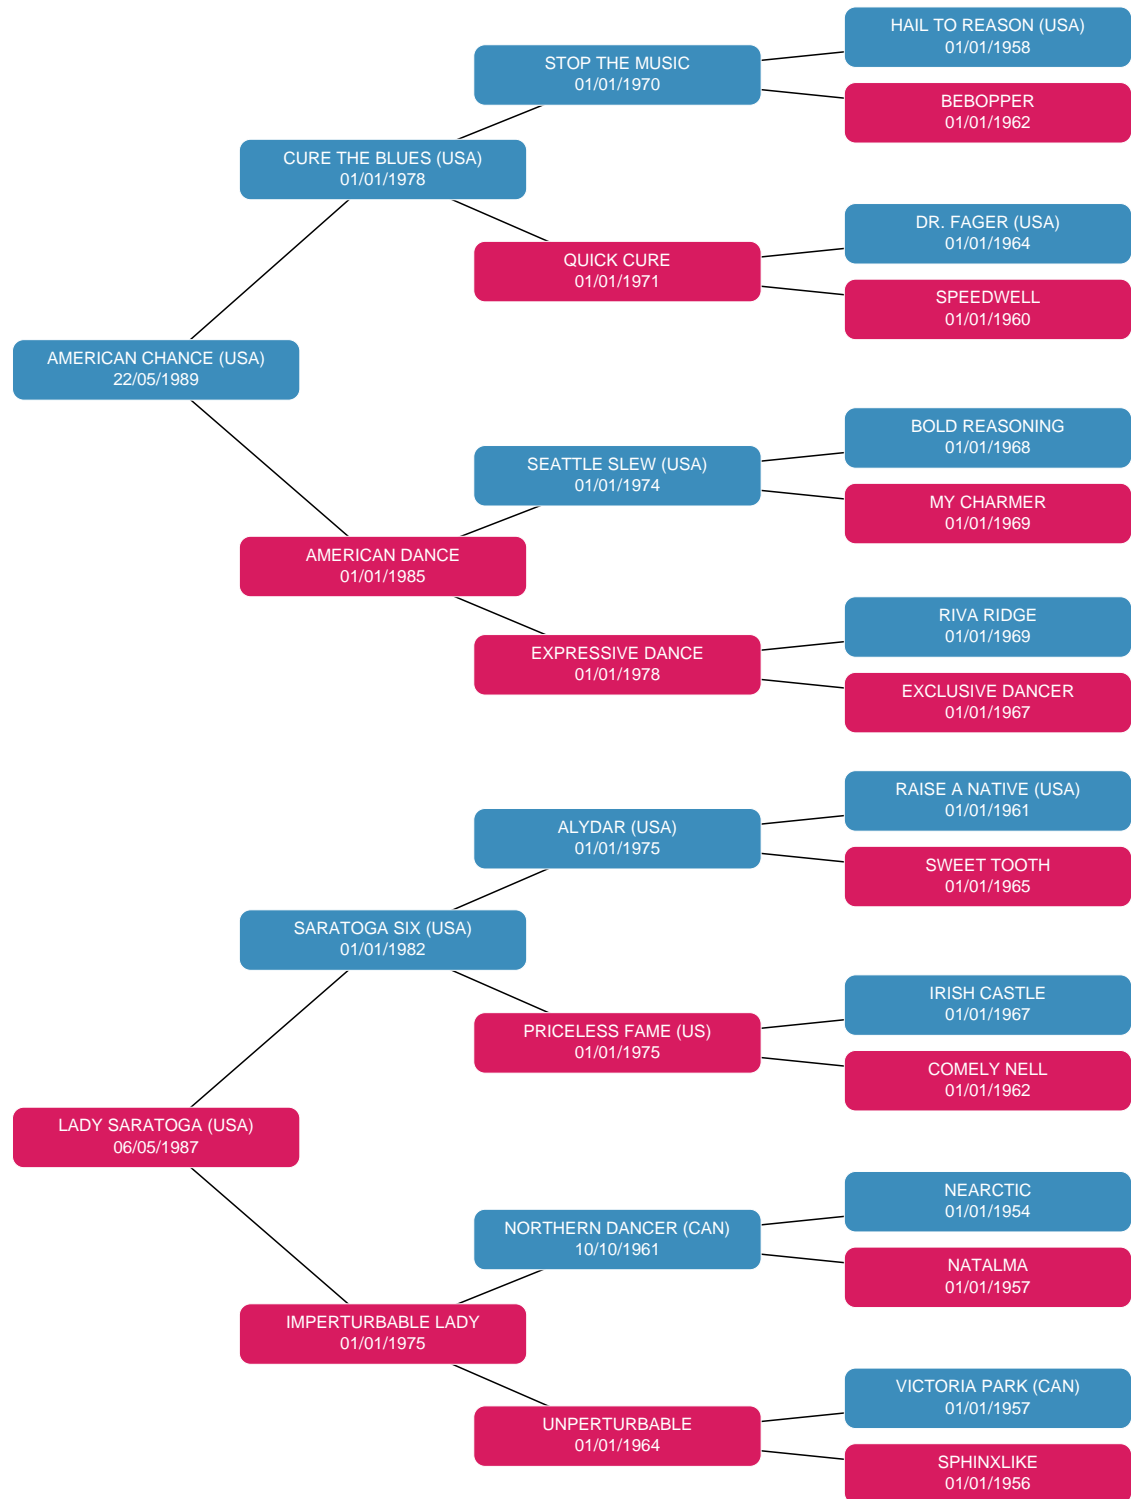 HAIL TO REASON (USA)
01/01/1958
STOP THE MUSIC
01/01/1970
BEBOPPER
01/01/1962
CURE THE BLUES (USA)
01/01/1978
DR. FAGER (USA)
01/01/1964
QUICK CURE
01/01/1971
SPEEDWELL
01/01/1960
AMERICAN CHANCE (USA)
22/05/1989
BOLD REASONING
01/01/1968
SEATTLE SLEW (USA)
01/01/1974
MY CHARMER
01/01/1969
AMERICAN DANCE
01/01/1985
RIVA RIDGE
01/01/1969
EXPRESSIVE DANCE
01/01/1978
EXCLUSIVE DANCER
01/01/1967
RAISE A NATIVE (USA)
01/01/1961
ALYDAR (USA)
01/01/1975
SWEET TOOTH
01/01/1965
SARATOGA SIX (USA)
01/01/1982
IRISH CASTLE
01/01/1967
PRICELESS FAME (US)
01/01/1975
COMELY NELL
01/01/1962
LADY SARATOGA (USA)
06/05/1987
NEARCTIC
01/01/1954
NORTHERN DANCER (CAN)
10/10/1961
NATALMA
01/01/1957
IMPERTURBABLE LADY
01/01/1975
VICTORIA PARK (CAN)
01/01/1957
UNPERTURBABLE
01/01/1964
SPHINXLIKE
01/01/1956